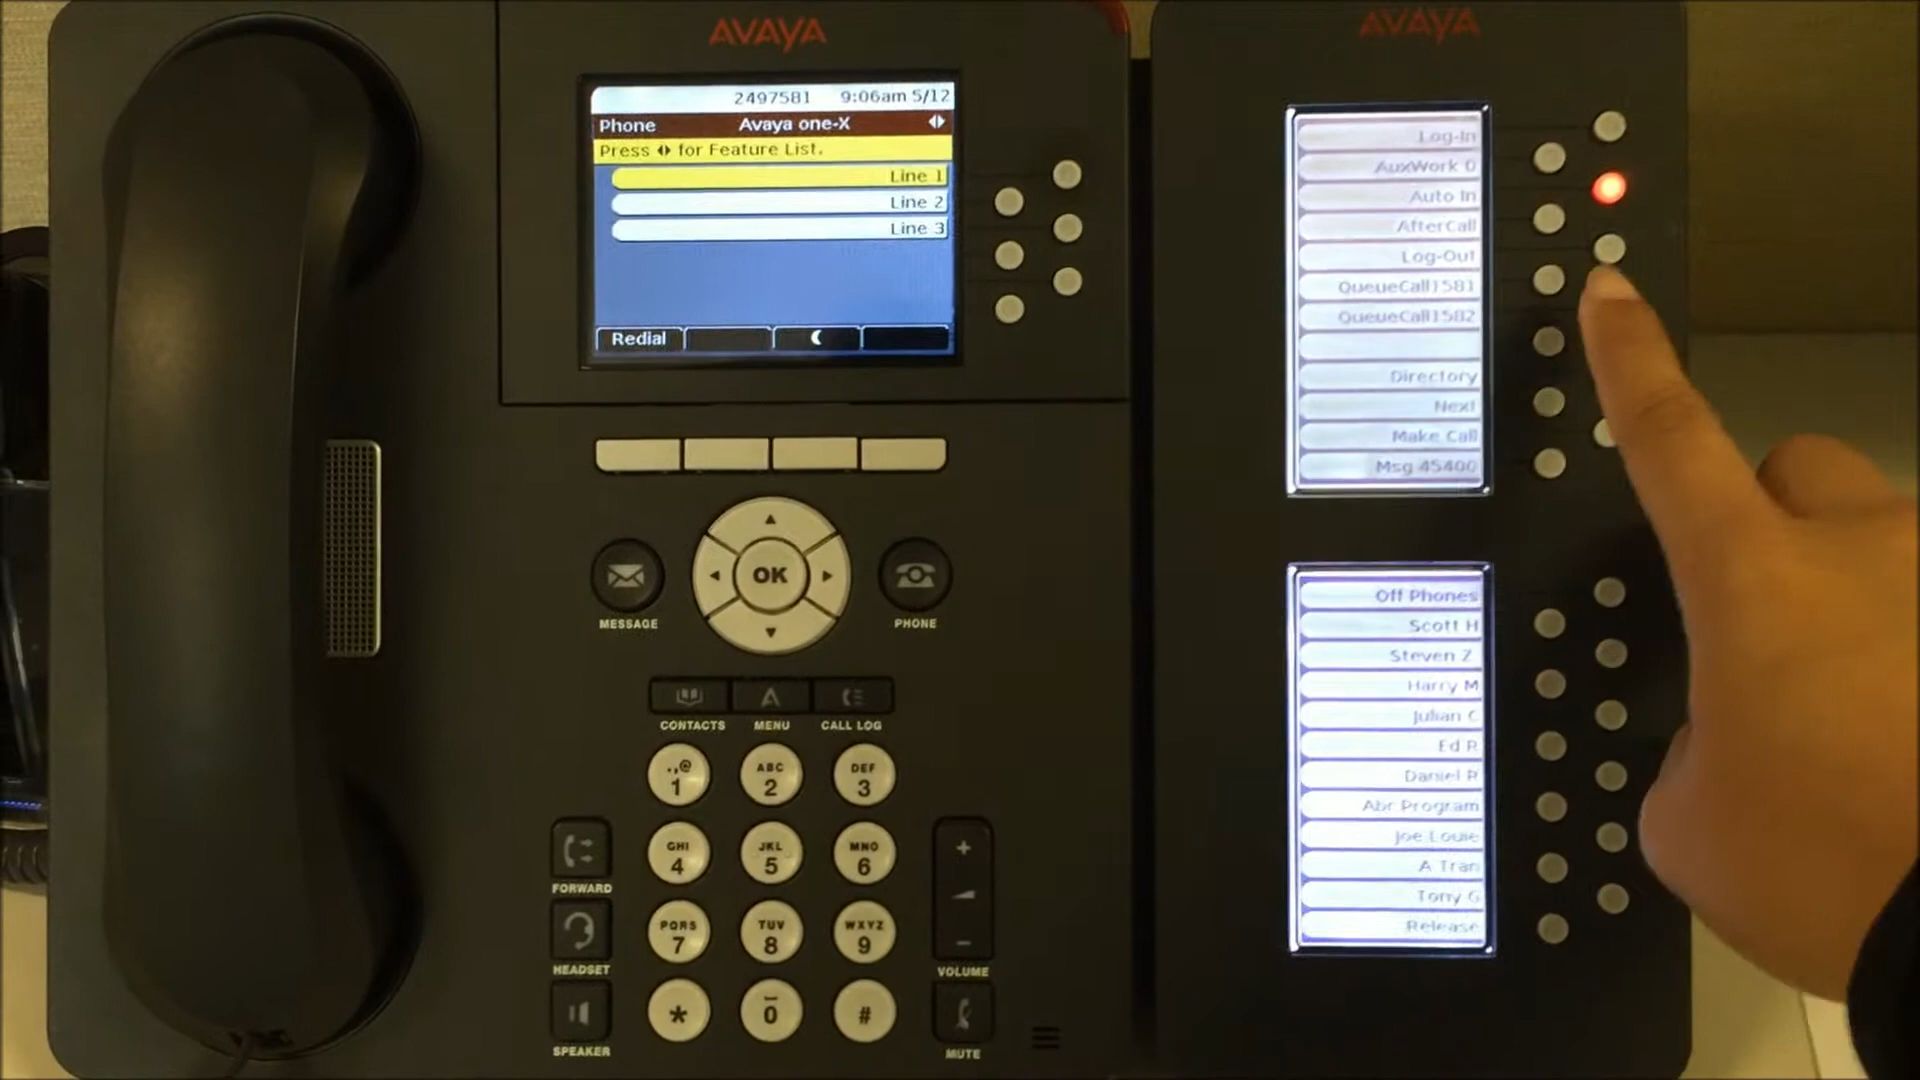 AVAYA
2497581 9:06am 5/12
Phone Avaya one-X
Press for Feature List.
Line 1
Line 2
Line 3
Redial
MESSAGE
OK
PHONE
CONTACTS
MENU
CALL LOG
.,@ 1
ABC 2
DEF 3
GHI 4
JKL 5
MNO 6
PQRS 7
TUV 8
WXYZ 9
*
0
#
FORWARD
HEADSET
SPEAKER
+
−
VOLUME
MUTE
AVAYA
Log-In
AuxWork 0
Auto In
AfterCall
Log-Out
QueueCall1581
QueueCall1582
Directory
Next
Make Call
Msg 45400
Off Phones
Scott H
Steven Z
Harry M
Julian C
Ed R
Daniel R
Abr Program
Joe Louie
A Tran
Tony G
Release